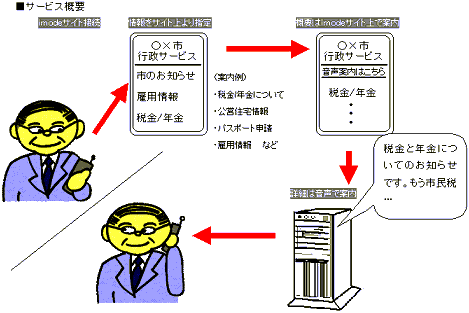 ■サービス概要
imodeサイト接続
情報をサイト上より指定
概要はimodeサイト上で案内
○×市
行政サービス
市のお知らせ
雇用情報
税金/年金
（案内例）
・税金/年金について
・公営住宅情報
・パスポート申請
・雇用情報　など
○×市
行政サービス
音声案内はこちら
税金/年金
・
・
・
税金と年金につ
いてのお知らせ
です。もう市民税
…
詳細は音声で案内